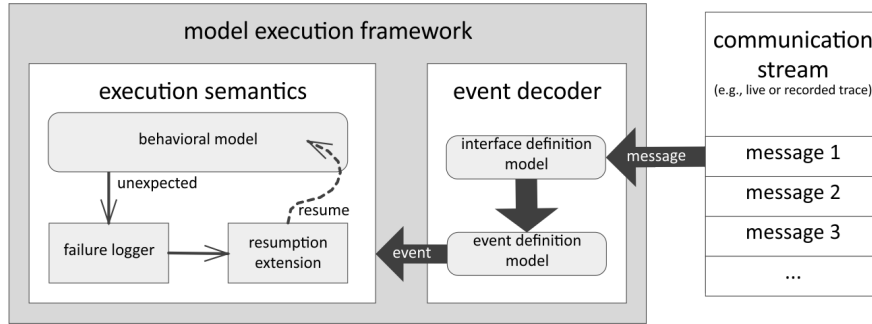 model execution framework
execution semantics
behavioral model
unexpected
resume
failure logger
resumption
extension
event decoder
interface definition
model
event definition
model
event
message
communication
stream
(e.g., live or recorded trace)
message 1
message 2
message 3
...